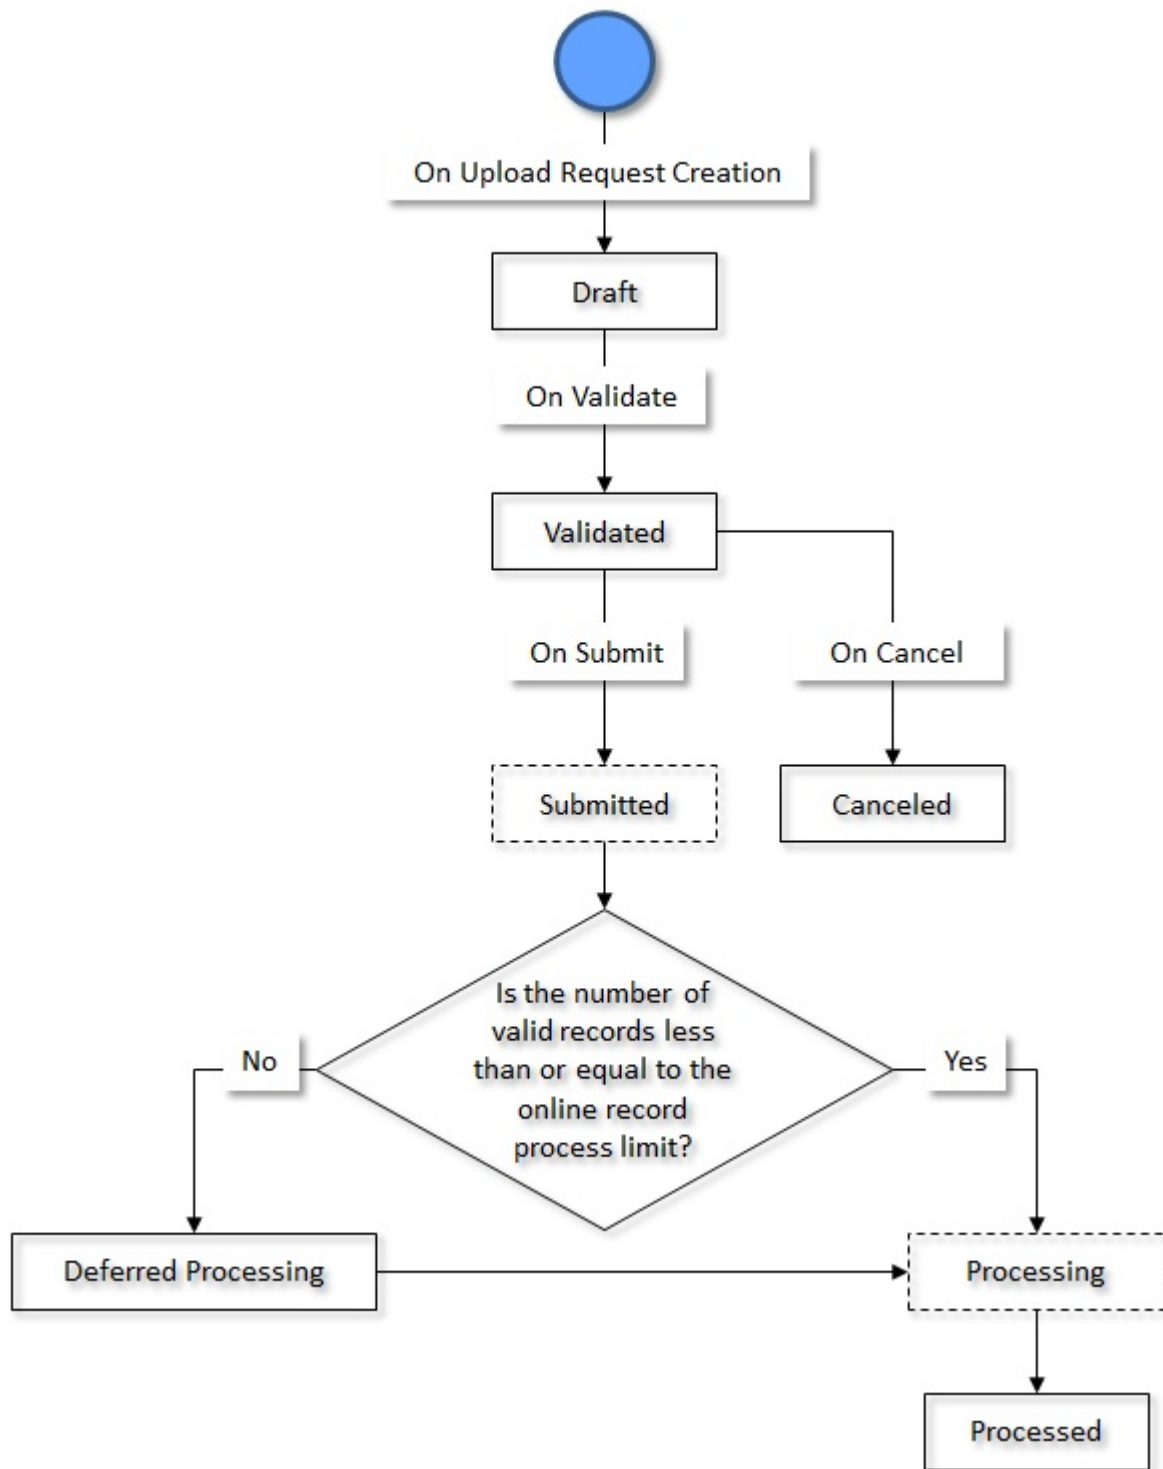 On Upload Request Creation
Draft
On Validate
Validated
On Submit
On Cancel
Submitted
Canceled
Is the number of
valid records less
than or equal to the
online record
process limit?
No
Yes
Deferred Processing
Processing
Processed